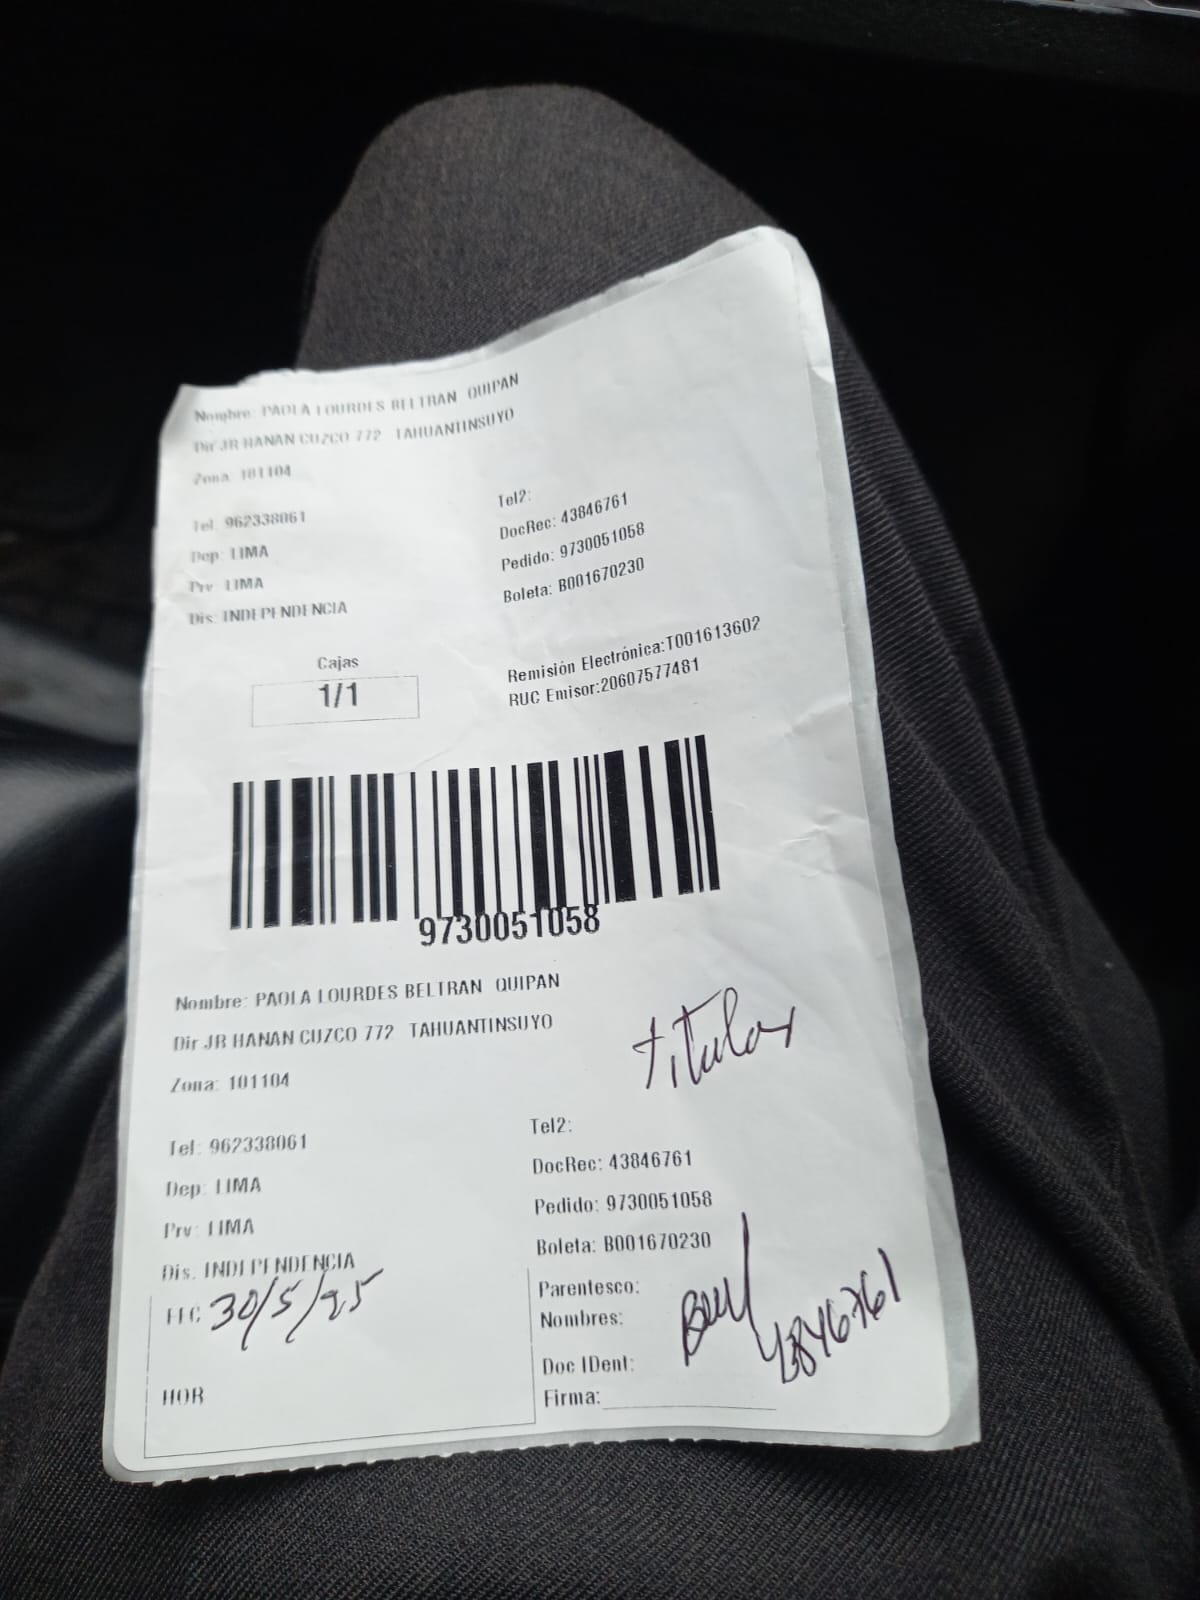 Nombre: PAOLA LOURDES BELTRAN QUIPAN
Dir JR HANAN CUZCO 772 TAHUANTINSUYO
Zona: 101104
Tel: 962338061
Tel2:
Dep: LIMA
DocRec: 43846761
Prv: LIMA
Pedido: 9730051058
Dis: INDEPENDENCIA
Boleta: B001670230
Cajas
1/1
Remisión Electrónica:T001613602
RUC Emisor:20607577481
9730051058
Nombre: PAOLA LOURDES BELTRAN QUIPAN
Dir JR HANAN CUZCO 772 TAHUANTINSUYO
titular
Zona: 101104
Tel: 962338061
Tel2:
Dep: LIMA
DocRec: 43846761
Prv: LIMA
Pedido: 9730051058
Dis. INDEPENDENCIA
Boleta: B001670230
FEC 30/5/25
Parentesco:
Nombres:
Doc IDent:
43846761
HOR
Firma: